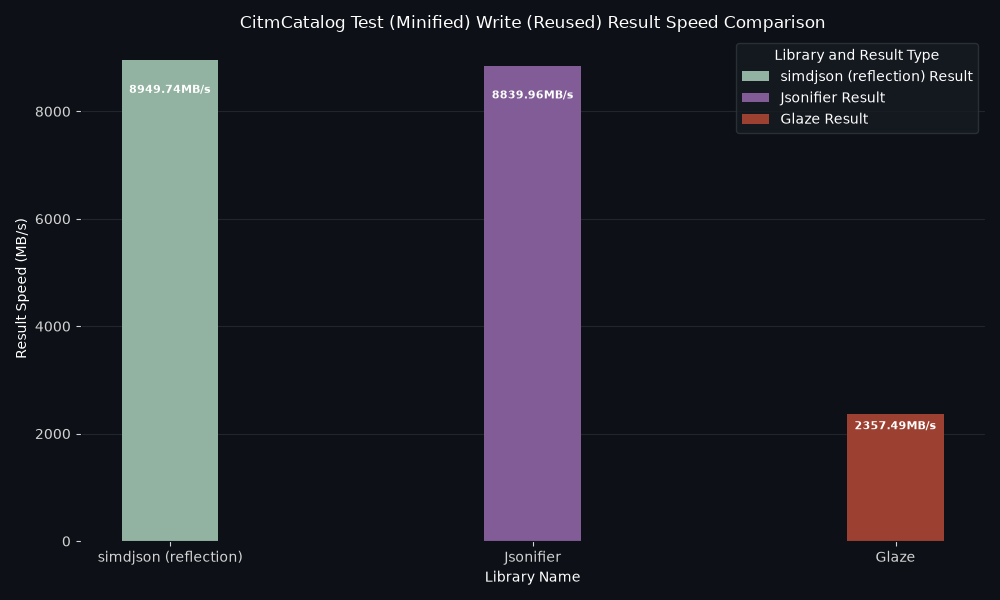 CitmCatalog Test (Minified) Write (Reused) Result Speed Comparison
Library and Result Type
simdjson (reflection) Result
Jsonifier Result
Glaze Result
8949.74MB/s
8839.96MB/s
2357.49MB/s
Result Speed (MB/s)
8000
6000
4000
2000
0
simdjson (reflection)
Jsonifier
Glaze
Library Name